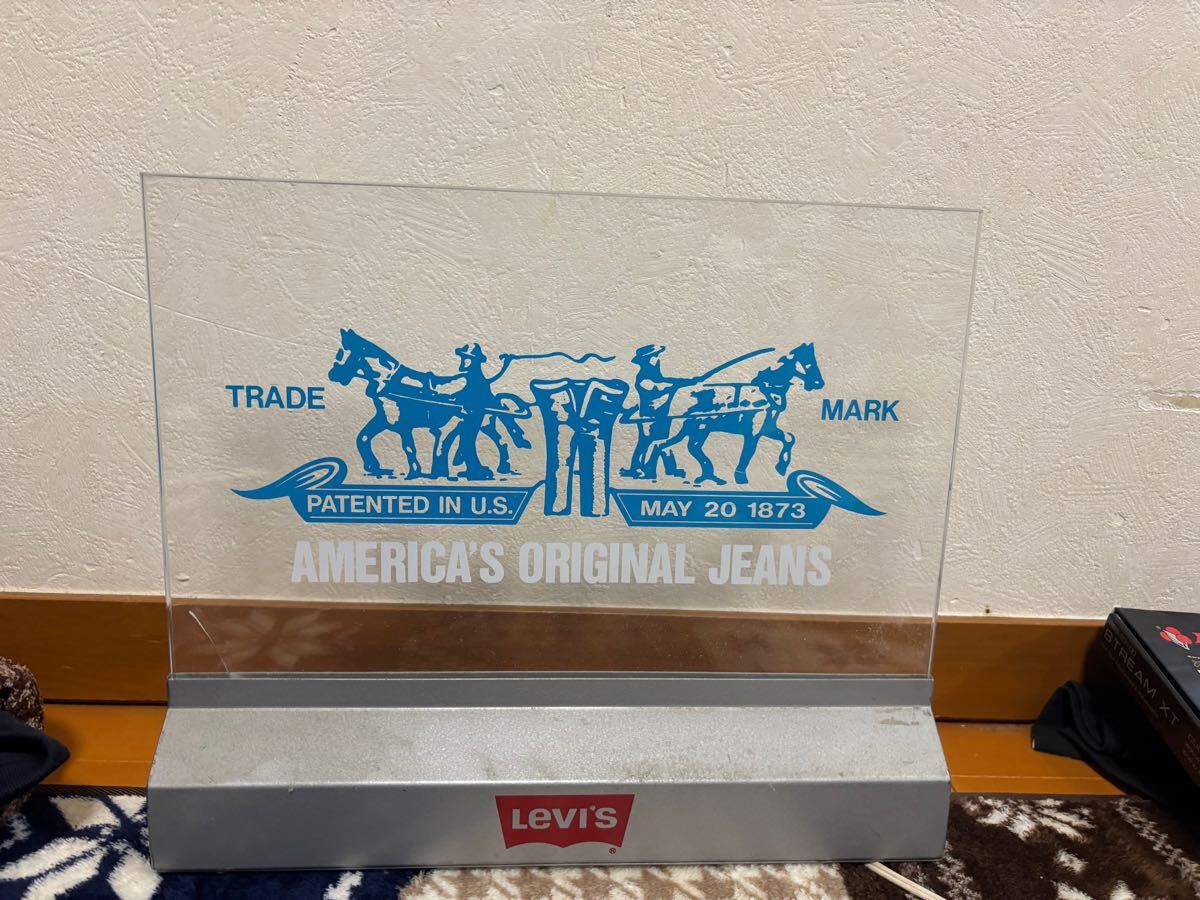 TRADE MARK
PATENTED IN U.S. MAY 20 1873
AMERICA'S ORIGINAL JEANS
LEVI'S ®
STREAM XT